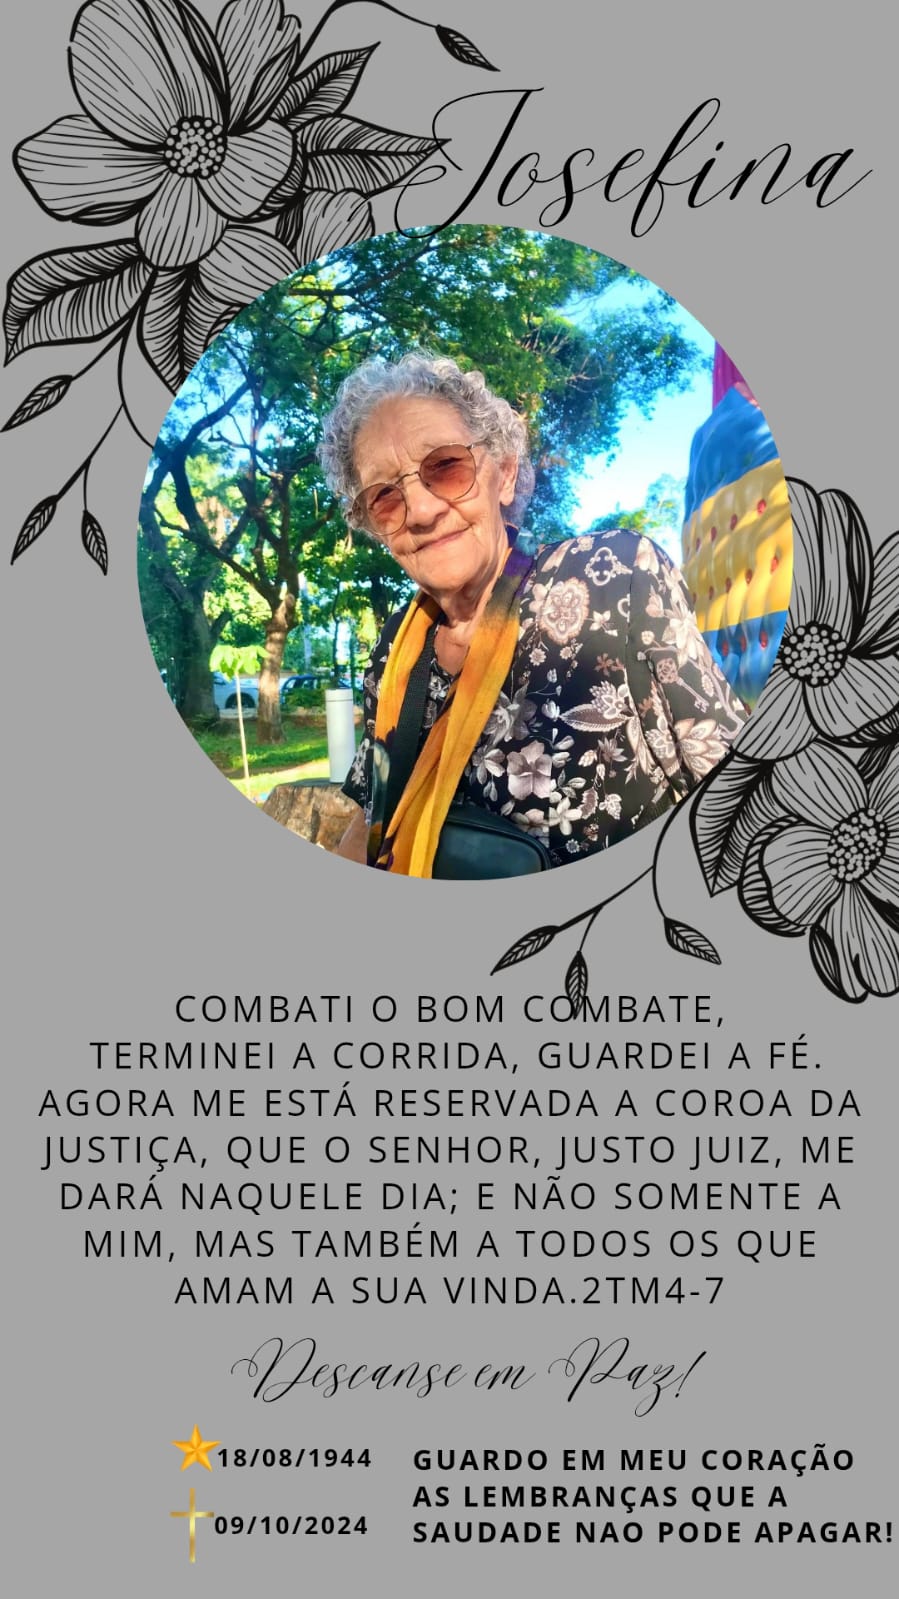 Josefina
COMBATI O BOM COMBATE,
TERMINEI A CORRIDA, GUARDEI A FÉ.
AGORA ME ESTÁ RESERVADA A COROA DA
JUSTIÇA, QUE O SENHOR, JUSTO JUIZ, ME
DARÁ NAQUELE DIA; E NÃO SOMENTE A
MIM, MAS TAMBÉM A TODOS OS QUE
AMAM A SUA VINDA.2TM4-7
Descanse em Paz!
18/08/1944
09/10/2024
GUARDO EM MEU CORAÇÃO
AS LEMBRANÇAS QUE A
SAUDADE NAO PODE APAGAR!